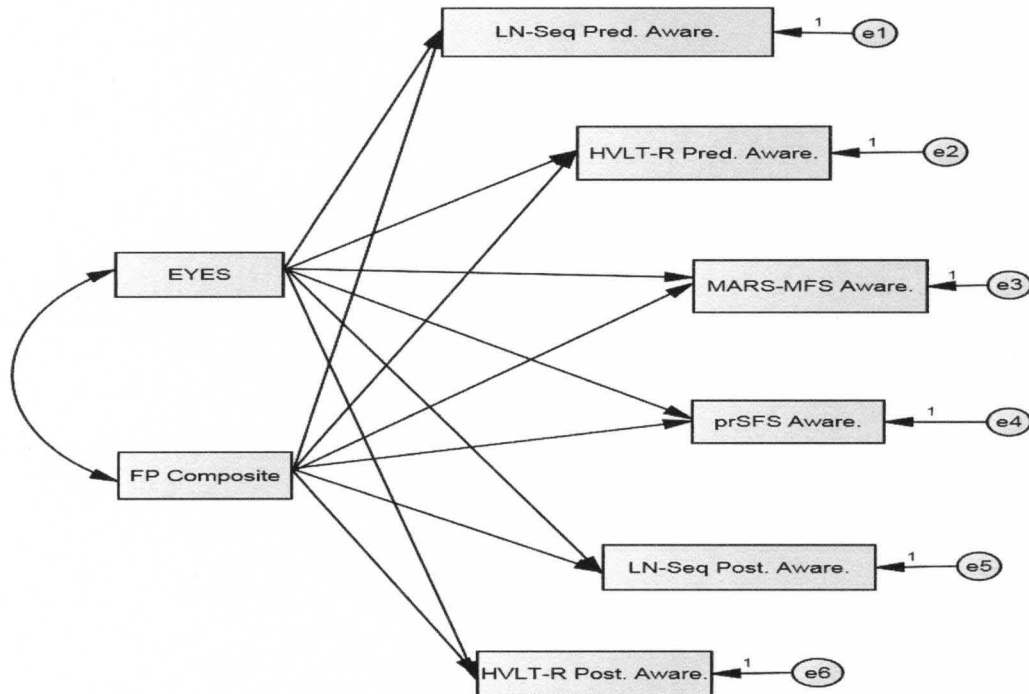 LN-Seq Pred. Aware.
1
e1
HVLT-R Pred. Aware.
1
e2
EYES
MARS-MFS Aware.
1
e3
prSFS Aware.
1
e4
FP Composite
LN-Seq Post. Aware.
1
e5
HVLT-R Post. Aware.
1
e6